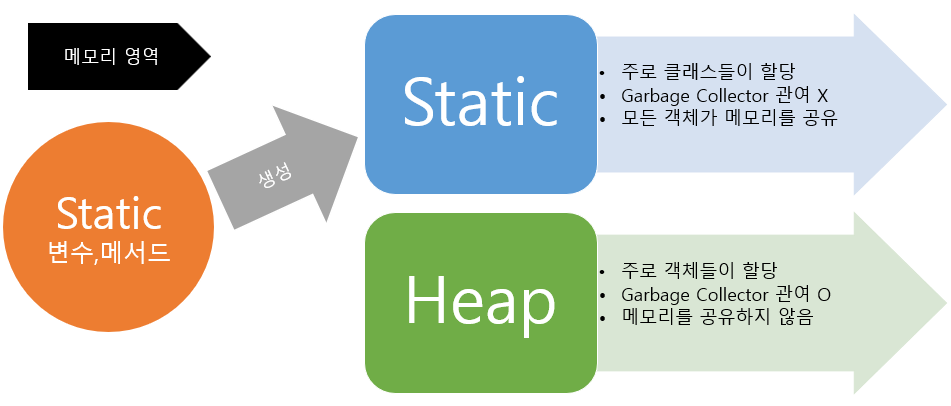 메모리 영역
Static
변수,메서드
생성
Static
• 주로 클래스들이 할당
• Garbage Collector 관여 X
• 모든 객체가 메모리를 공유
Heap
• 주로 객체들이 할당
• Garbage Collector 관여 O
• 메모리를 공유하지 않음